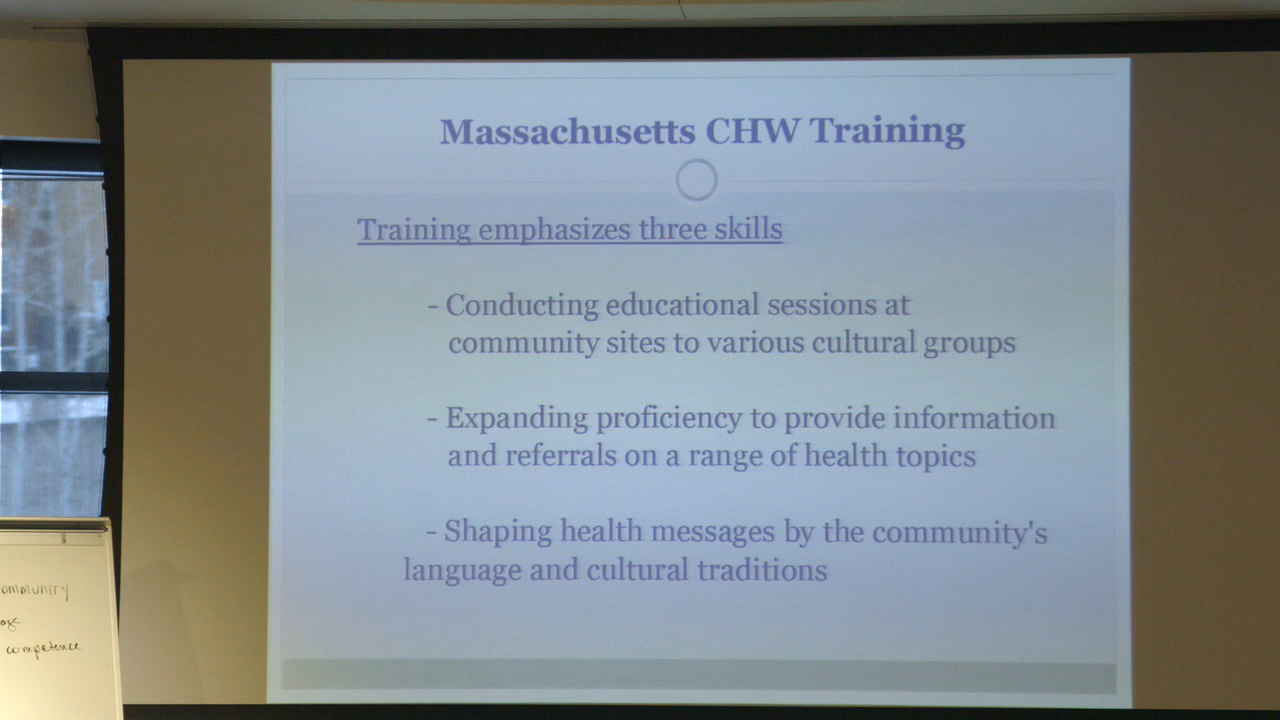 Massachusetts CHW Training
Training emphasizes three skills
- Conducting educational sessions at
community sites to various cultural groups
- Expanding proficiency to provide information
and referrals on a range of health topics
- Shaping health messages by the community's
language and cultural traditions
ommunity
competence